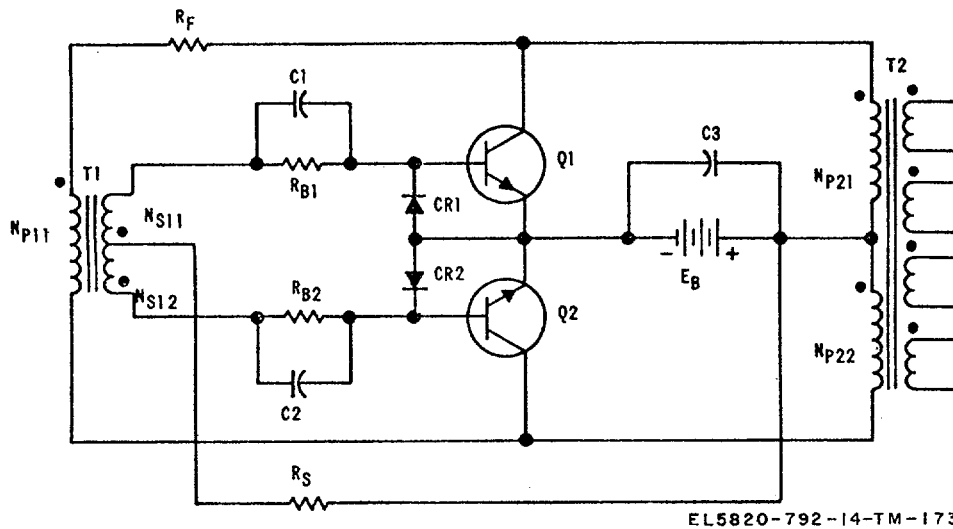 RF
C1
T2
T1
RB1
Q1
C3
NP11
NS11
CR1
NP21
- EB +
NS12
RB2
CR2
Q2
NP22
C2
RS
EL5820-792-14-TM-173